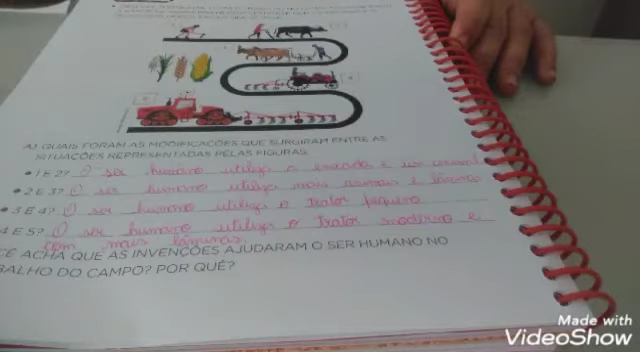 A) QUAIS FORAM AS MODIFICAÇÕES QUE SURGIRAM ENTRE AS
SITUAÇÕES REPRESENTADAS PELAS FIGURAS
• 1 E 2? O ser humano utiliza a enxada e um animal
• 2 E 3? O ser humano utiliza mais animais e lâminas
• 3 E 4? O ser humano utiliza o trator pequeno
4 E 5? O ser humano utiliza o trator moderno e
com mais lâminas.
CÊ ACHA QUE AS INVENÇÕES AJUDARAM O SER HUMANO NO
BALHO DO CAMPO? POR QUÊ?
Made with
VideoShow